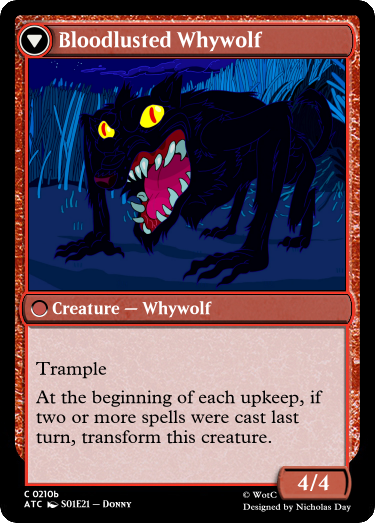 Bloodlusted Whywolf
Creature — Whywolf
Trample
At the beginning of each upkeep, if
two or more spells were cast last
turn, transform this creature.
4/4
C 0210b
ATC S01E21 – Donny
© WotC
Designed by Nicholas Day